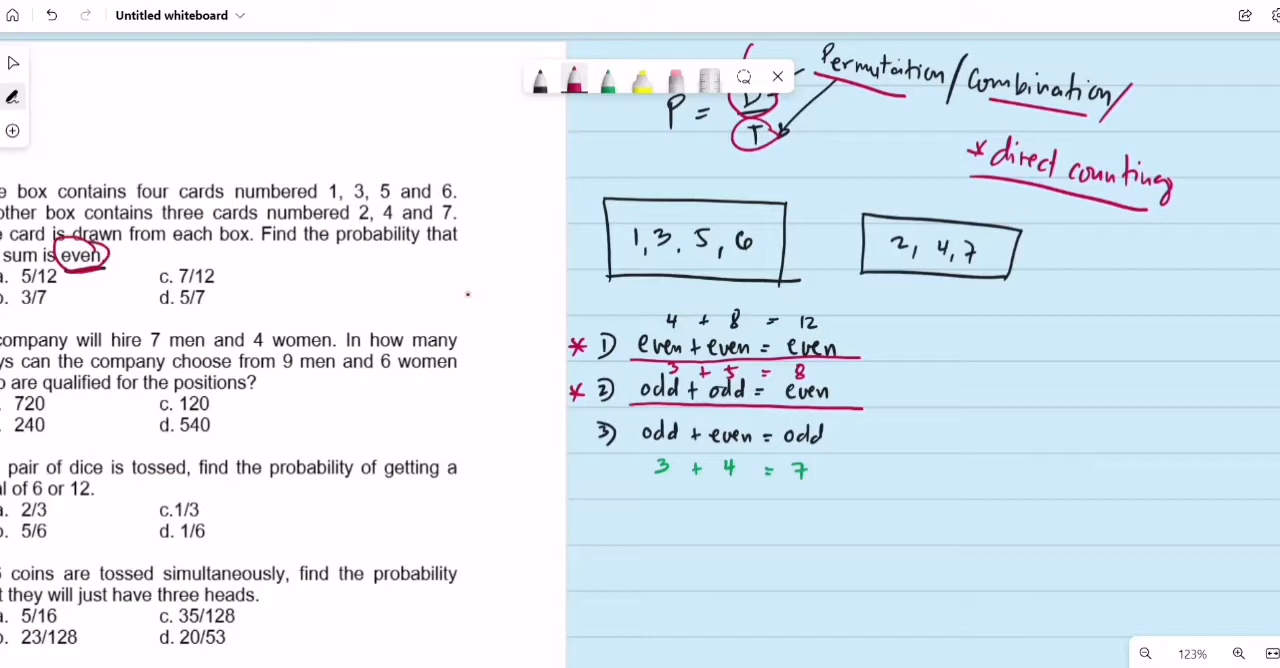 Untitled whiteboard
e box contains four cards numbered 1, 3, 5 and 6.
other box contains three cards numbered 2, 4 and 7.
e card is drawn from each box. Find the probability that
sum is even
a. 5/12 c. 7/12
b. 3/7 d. 5/7
company will hire 7 men and 4 women. In how many
ys can the company choose from 9 men and 6 women
o are qualified for the positions?
720 c. 120
240 d. 540
pair of dice is tossed, find the probability of getting a
al of 6 or 12.
a. 2/3 c.1/3
b. 5/6 d. 1/6
coins are tossed simultaneously, find the probability
t they will just have three heads.
a. 5/16 c. 35/128
b. 23/128 d. 20/53
Permutaition / Combination /
P =
T
* direct counting
1, 3, 5, 6
2, 4, 7
4 + 8 = 12
* 1) even + even = even
3 + 5 = 8
* 2) odd + odd = even
3) odd + even = odd
3 + 4 = 7
123%